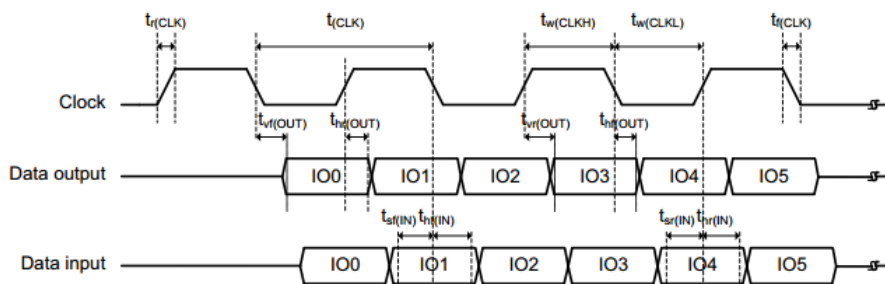 tr(CLK) t(CLK) tw(CLKH) tw(CLKL) tf(CLK)
Clock
tvf(OUT) thr(OUT) tvr(OUT) thf(OUT)
Data output IO0 IO1 IO2 IO3 IO4 IO5
tsf(IN) thf(IN) tsr(IN) thr(IN)
Data input IO0 IO1 IO2 IO3 IO4 IO5